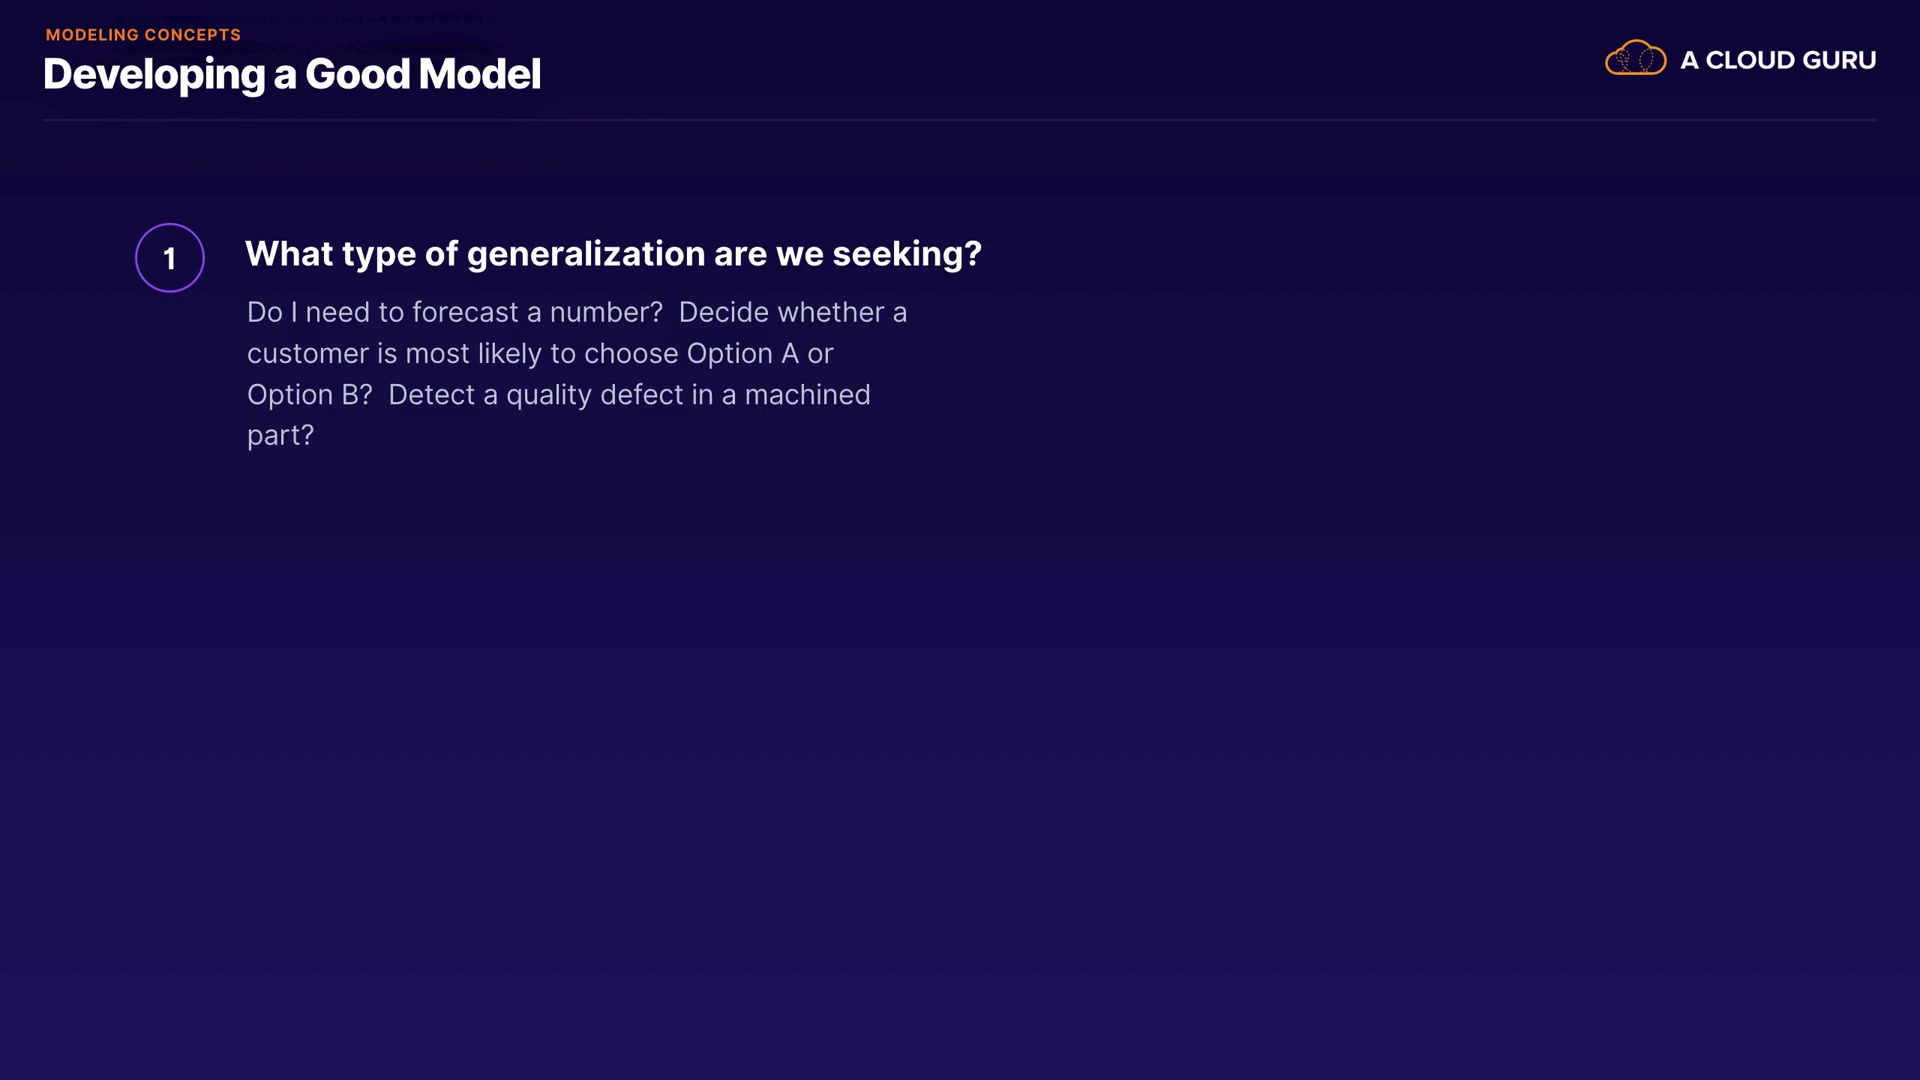 MODELING CONCEPTS
Developing a Good Model
A CLOUD GURU
1
What type of generalization are we seeking?
Do I need to forecast a number?  Decide whether a
customer is most likely to choose Option A or
Option B?  Detect a quality defect in a machined
part?